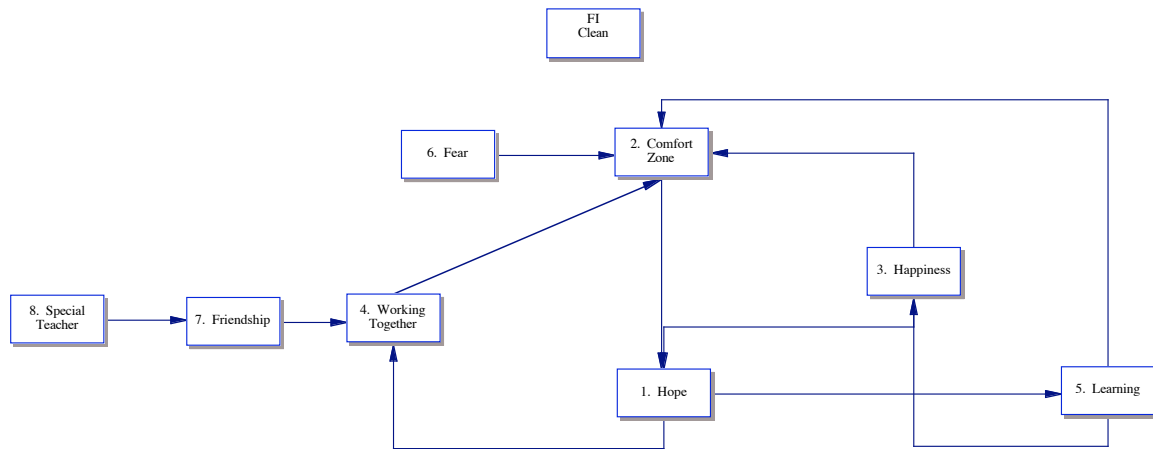 FI
Clean
2. Comfort
Zone
6. Fear
3. Happiness
8. Special
Teacher
7. Friendship
4. Working
Together
1. Hope
5. Learning